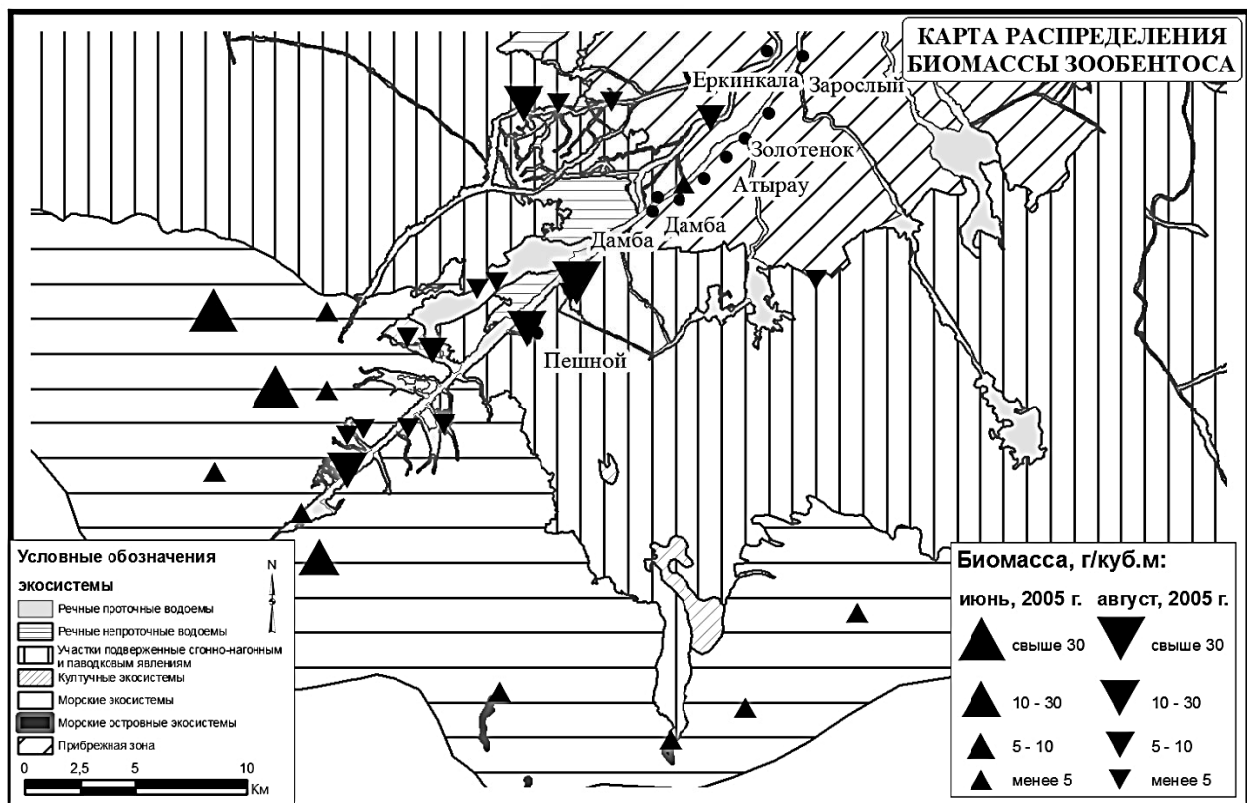 КАРТА РАСПРЕДЕЛЕНИЯ
БИОМАССЫ ЗООБЕНТОСА
Еркинкала
Зарослый
Золотенок
Атырау
Дамба
Дамба
Пешной
Условные обозначения
экосистемы
N
Речные проточные водоемы
Речные непроточные водоемы
Участки подверженные сгонно-нагонным
и паводковым явлениям
Култучные экосистемы
Морские экосистемы
Морские островные экосистемы
Прибрежная зона
0 2,5 5 10
Км
Биомасса, г/куб.м:
июнь, 2005 г. август, 2005 г.
свыше 30 свыше 30
10 - 30 10 - 30
5 - 10 5 - 10
менее 5 менее 5